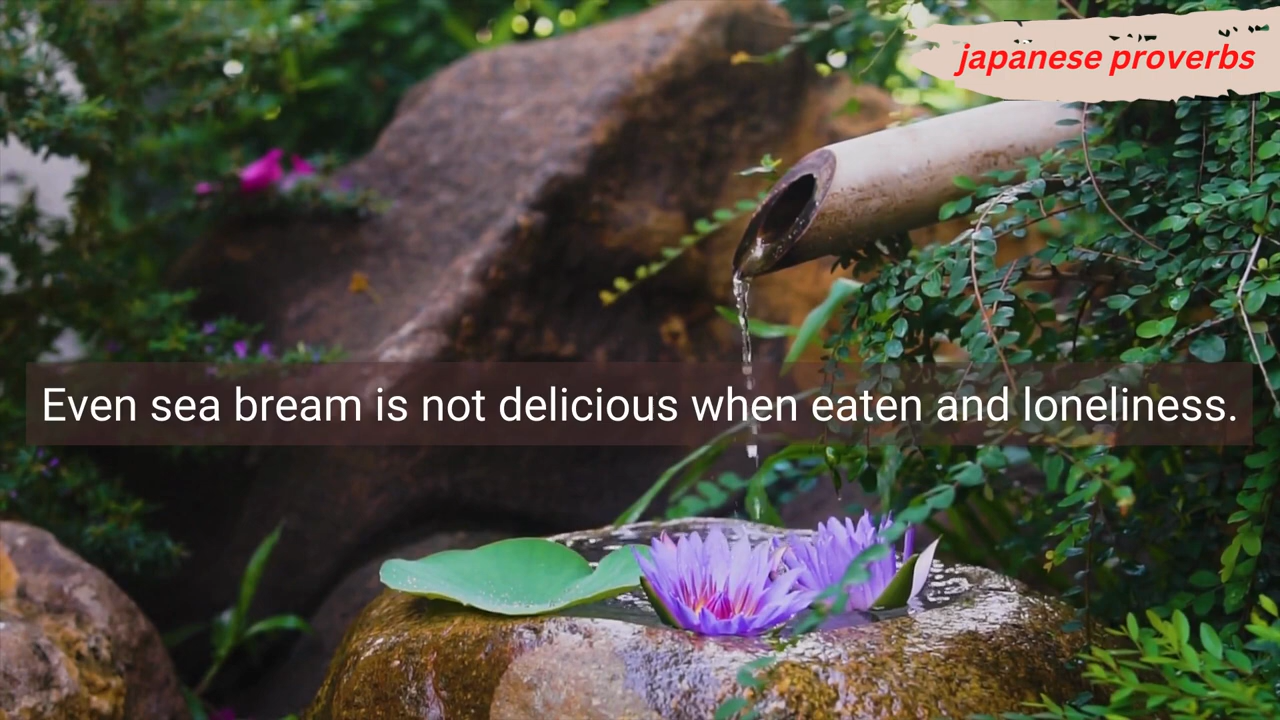 japanese proverbs
Even sea bream is not delicious when eaten and loneliness.